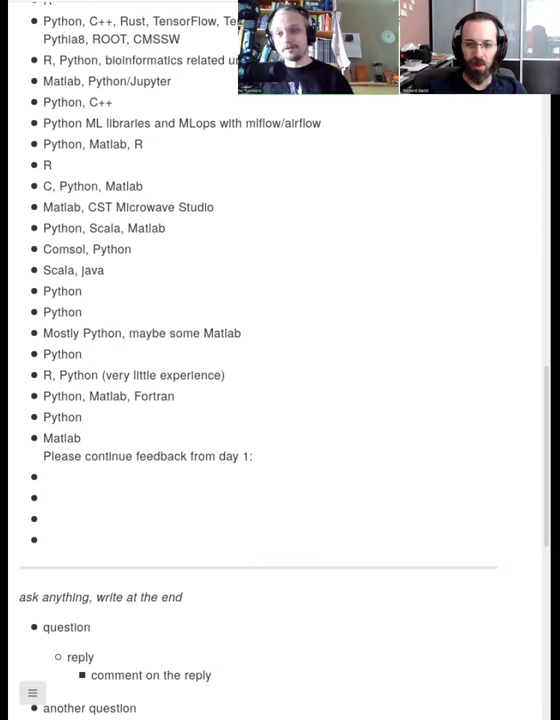 Python, C++, Rust, TensorFlow,
Pythia8, ROOT, CMSSW
R, Python, bioinformatics related
Matlab, Python/Jupyter
Python, C++
Python ML libraries and MLops with mlflow/airflow
Python, Matlab, R
R
C, Python, Matlab
Matlab, CST Microwave Studio
Python, Scala, Matlab
Comsol, Python
Scala, java
Python
Python
Mostly Python, maybe some Matlab
Python
R, Python (very little experience)
Python, Matlab, Fortran
Python
Matlab
Please continue feedback from day 1:
ask anything, write at the end
question
reply
comment on the reply
another question